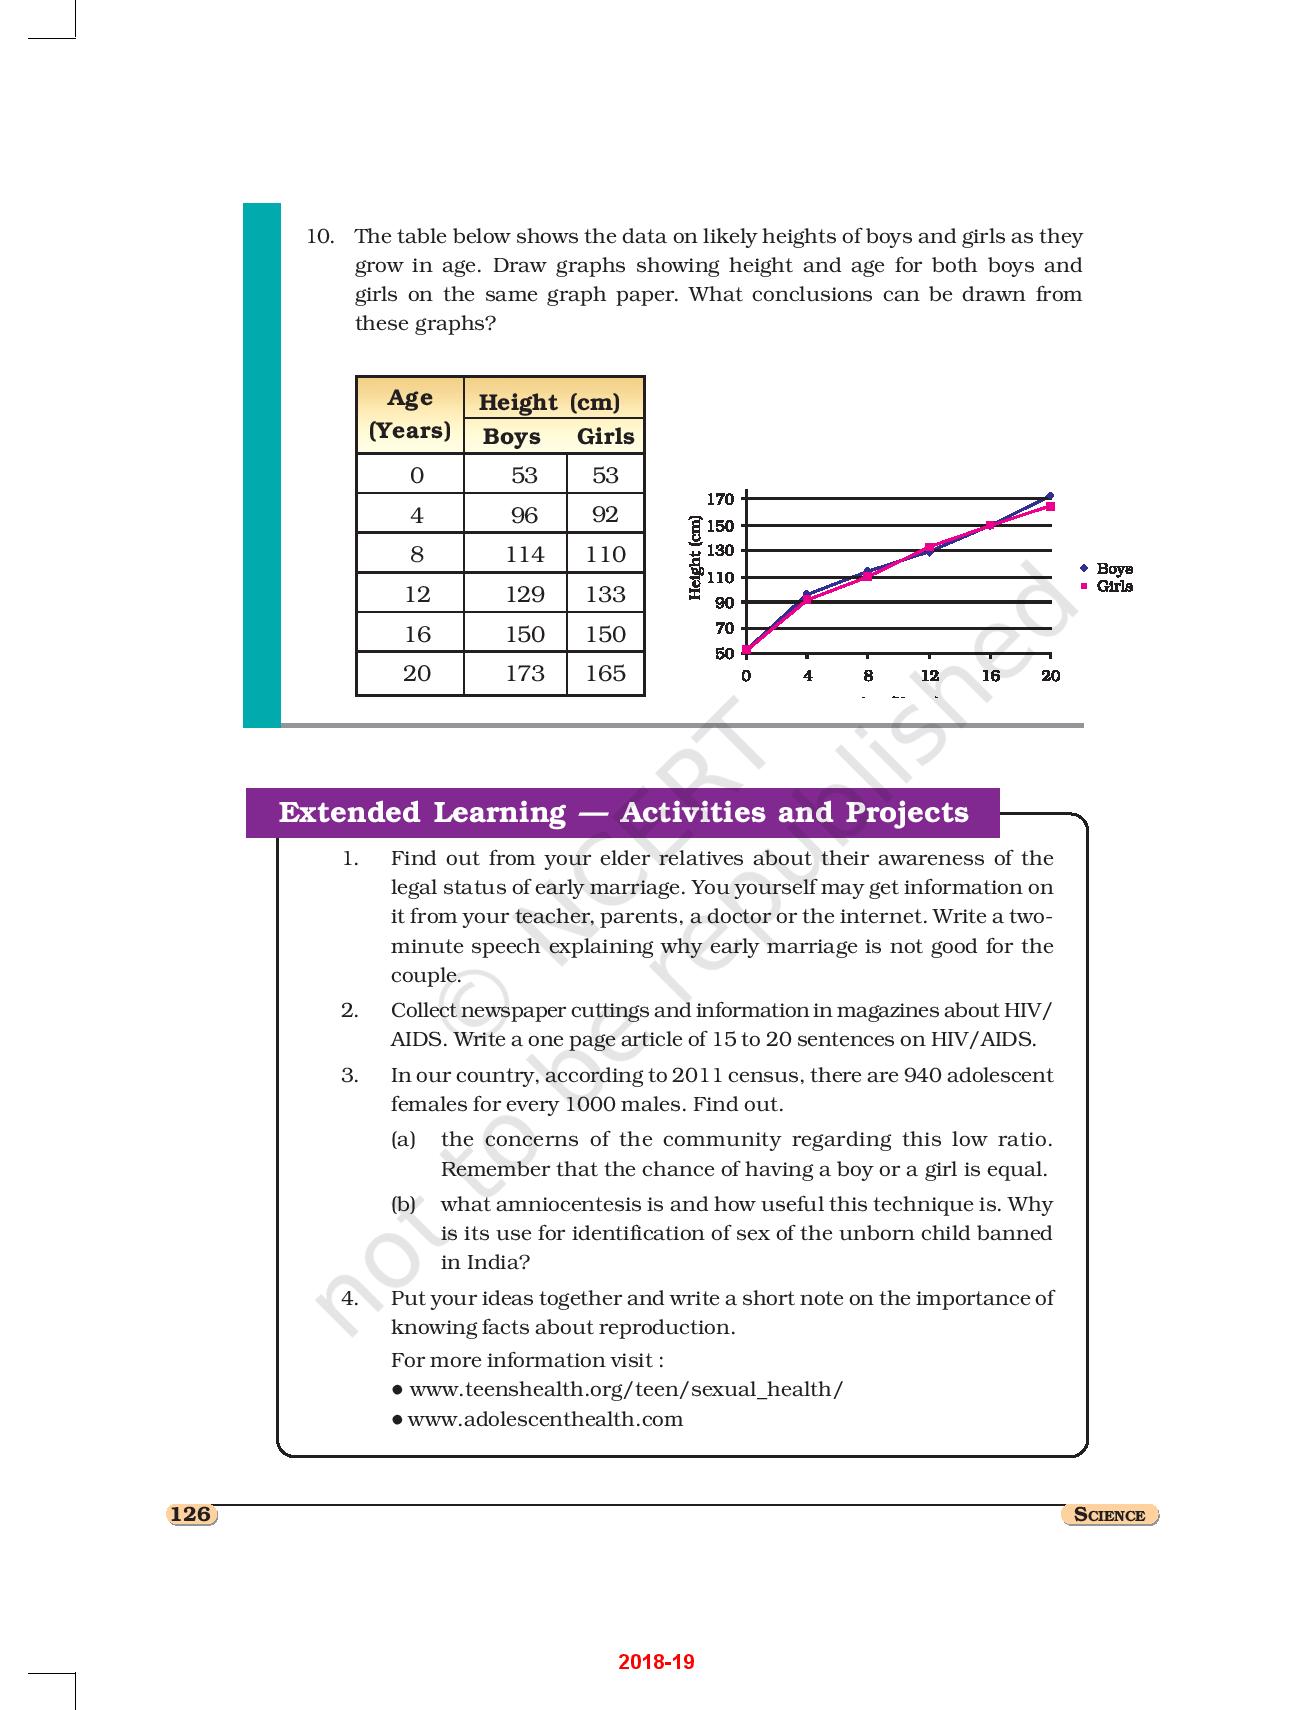 10. The table below shows the data on likely heights of boys and girls as they
grow in age. Draw graphs showing height and age for both boys and
girls on the same graph paper. What conclusions can be drawn from
these graphs?
Age (Years) Height (cm)
Boys Girls
0 53 53
4 96 92
8 114 110
12 129 133
16 150 150
20 173 165
170
150
130
110
90
70
50
Height (cm)
0 4 8 12 16 20
Boys
Girls
Extended Learning — Activities and Projects
1. Find out from your elder relatives about their awareness of the
legal status of early marriage. You yourself may get information on
it from your teacher, parents, a doctor or the internet. Write a two-
minute speech explaining why early marriage is not good for the
couple.
2. Collect newspaper cuttings and information in magazines about HIV/
AIDS. Write a one page article of 15 to 20 sentences on HIV/AIDS.
3. In our country, according to 2011 census, there are 940 adolescent
females for every 1000 males. Find out.
(a) the concerns of the community regarding this low ratio.
Remember that the chance of having a boy or a girl is equal.
(b) what amniocentesis is and how useful this technique is. Why
is its use for identification of sex of the unborn child banned
in India?
4. Put your ideas together and write a short note on the importance of
knowing facts about reproduction.
For more information visit :
● www.teenshealth.org/teen/sexual_health/
● www.adolescenthealth.com
© NCERT
not to be republished
126
SCIENCE
2018-19